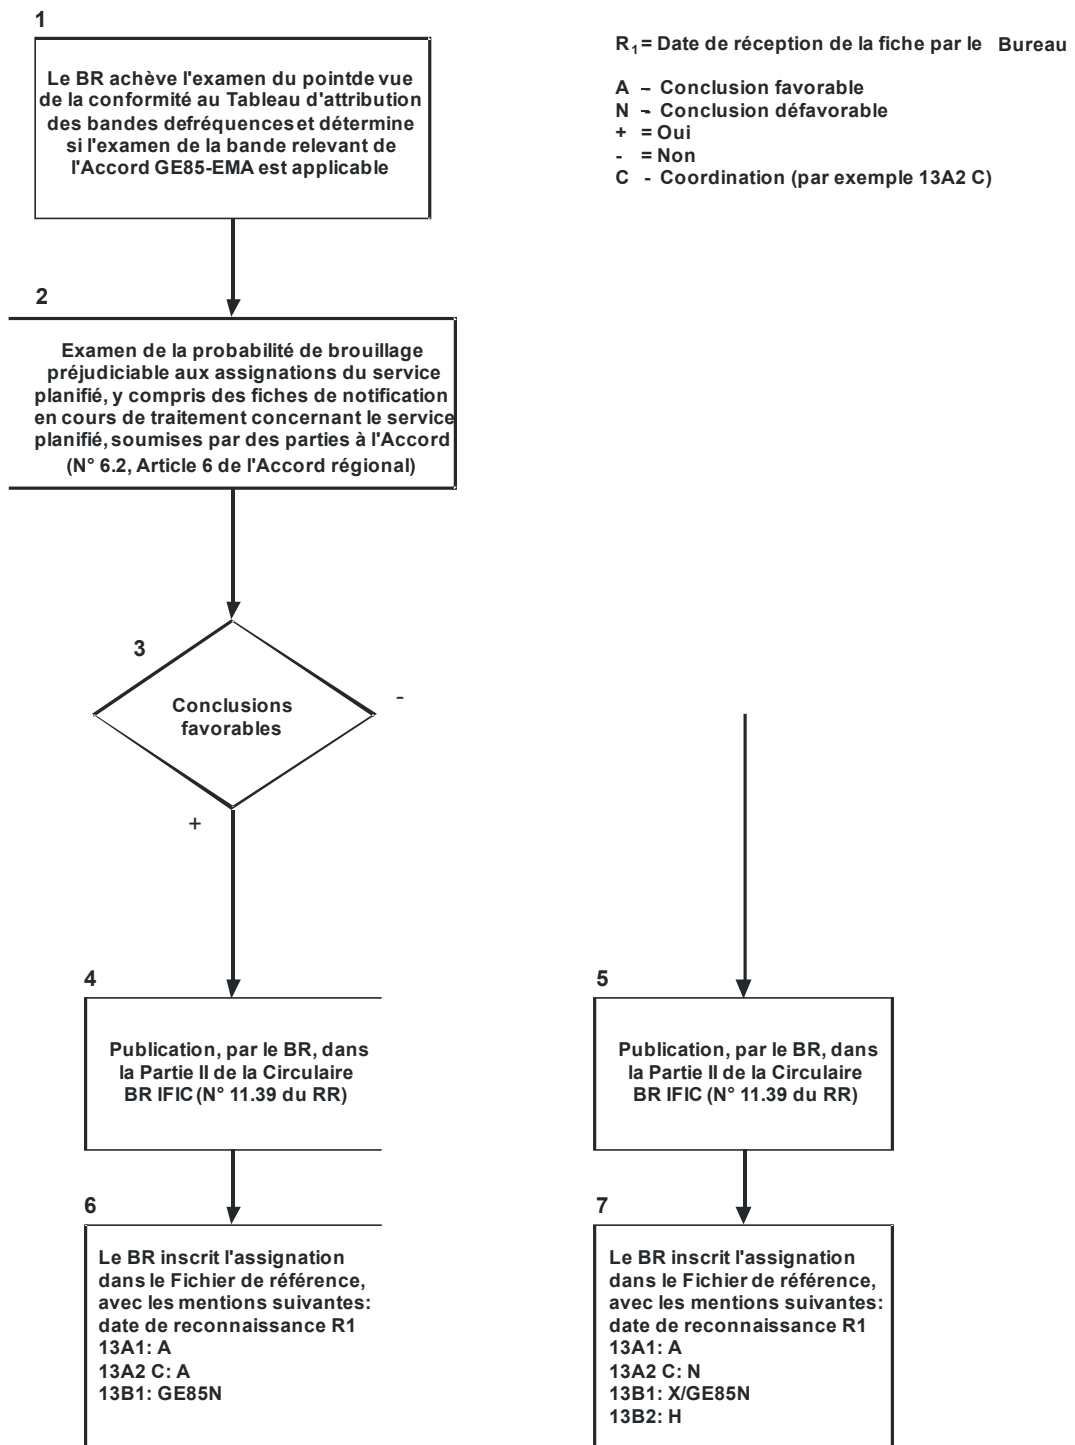 1
Le BR achève l'examen du pointde vue
de la conformité au Tableau d'attribution
des bandes defréquences et détermine
si l'examen de la bande relevant de
l'Accord GE85-EMA est applicable
R1 = Date de réception de la fiche par le Bureau
A – Conclusion favorable
N – Conclusion défavorable
+ = Oui
- = Non
C - Coordination (par exemple 13A2 C)
2
Examen de la probabilité de brouillage
préjudiciable aux assignations du service
planifié, y compris des fiches de notification
en cours de traitement concernant le service
planifié, soumises par des parties à l'Accord
(N° 6.2, Article 6 de l'Accord régional)
3
Conclusions
favorables
-
+
4
Publication, par le BR, dans
la Partie II de la Circulaire
BR IFIC (N° 11.39 du RR)
5
Publication, par le BR, dans
la Partie II de la Circulaire
BR IFIC (N° 11.39 du RR)
6
Le BR inscrit l'assignation
dans le Fichier de référence,
avec les mentions suivantes:
date de reconnaissance R1
13A1: A
13A2 C: A
13B1: GE85N
7
Le BR inscrit l'assignation
dans le Fichier de référence,
avec les mentions suivantes:
date de reconnaissance R1
13A1: A
13A2 C: N
13B1: X/GE85N
13B2: H